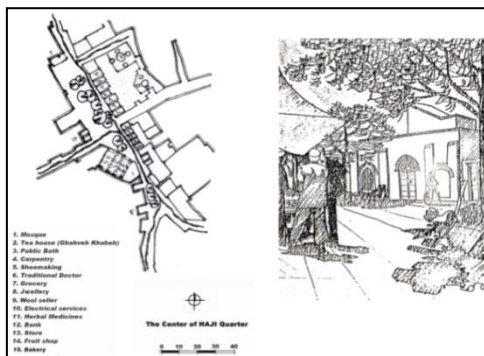 1. Mosque
2. Tea house (Ghahveh Khaheh)
3. Public Bath
4. Carpentry
5. Shoemaking
6. Traditional Doctor
7. Grocery
8. Jwellery
9. Wool seller
10. Electrical services
11. Herbal Medicines
12. Bank
13. Store
14. Fruit shop
15. Bakery
The Center of HAJI Quarter
0 10 20 30 40